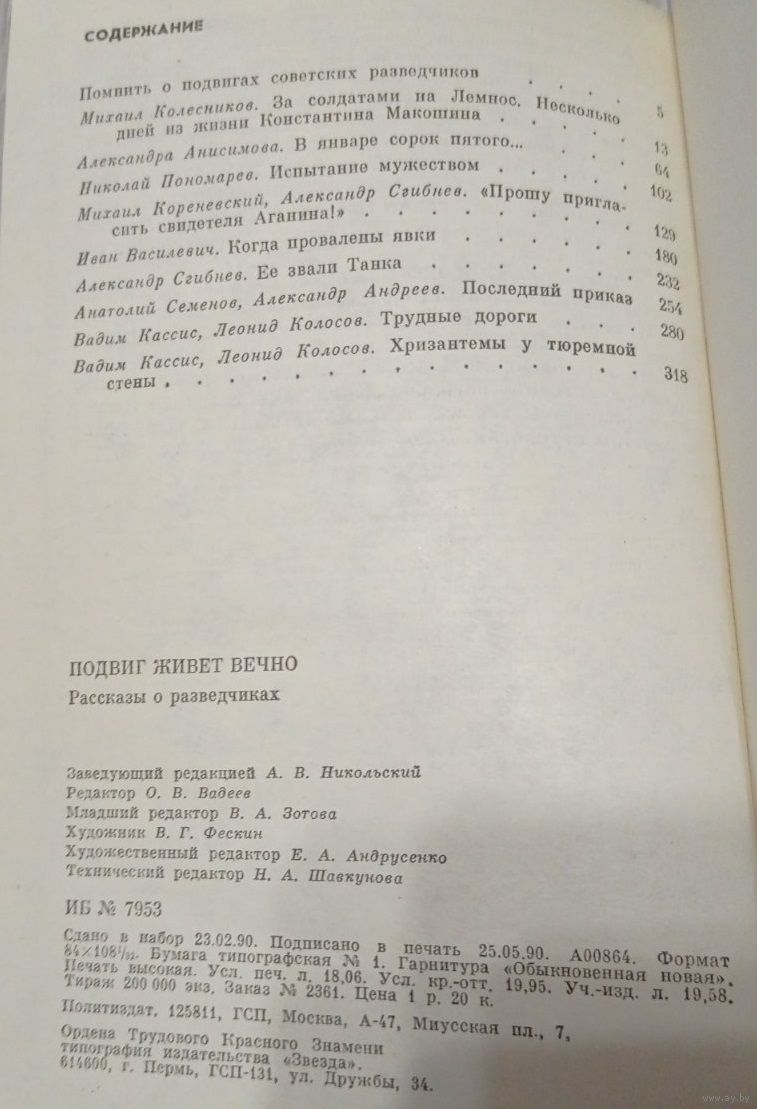 СОДЕРЖАНИЕ
Помнить о подвигах советских разведчиков . . . . 5
Михаил Колесников. За солдатами на Лемнос. Несколько
дней из жизни Константина Макошина . . . . . 13
Александра Анисимова. В январе сорок пятого... . . . 64
Николай Пономарев. Испытание мужеством . . . . . 102
Михаил Кореневский, Александр Сгибнев. «Прошу пригла-
сить свидетеля Аганина!» . . . . . . . . . 129
Иван Василевич. Когда провалены явки . . . . . . 180
Александр Сгибнев. Ее звали Танка . . . . . . . 232
Анатолий Семенов, Александр Андреев. Последний приказ 254
Вадим Кассис, Леонид Колосов. Трудные дороги . . . 280
Вадим Кассис, Леонид Колосов. Хризантемы у тюремной
стены . . . . . . . . . . . . . . . 318
ПОДВИГ ЖИВЕТ ВЕЧНО
Рассказы о разведчиках
Заведующий редакцией А. В. Никольский
Редактор О. В. Вадеев
Младший редактор В. А. Зотова
Художник В. Г. Фескин
Художественный редактор Е. А. Андрусенко
Технический редактор Н. А. Шавкунова
ИБ № 7953
Сдано в набор 23.02.90. Подписано в печать 25.05.90. А00864. Формат
84×108 1/32. Бумага типографская № 1. Гарнитура «Обыкновенная новая».
Печать высокая. Усл. печ. л. 18,06. Усл. кр.-отт. 19,95. Уч.-изд. л. 19,58.
Тираж 200 000 экз. Заказ № 2361. Цена 1 р. 20 к.
Политиздат. 125811, ГСП, Москва, А-47, Миусская пл., 7.
Ордена Трудового Красного Знамени
типография издательства «Звезда».
614600, г. Пермь, ГСП-131, ул. Дружбы, 34.
www.ay.by